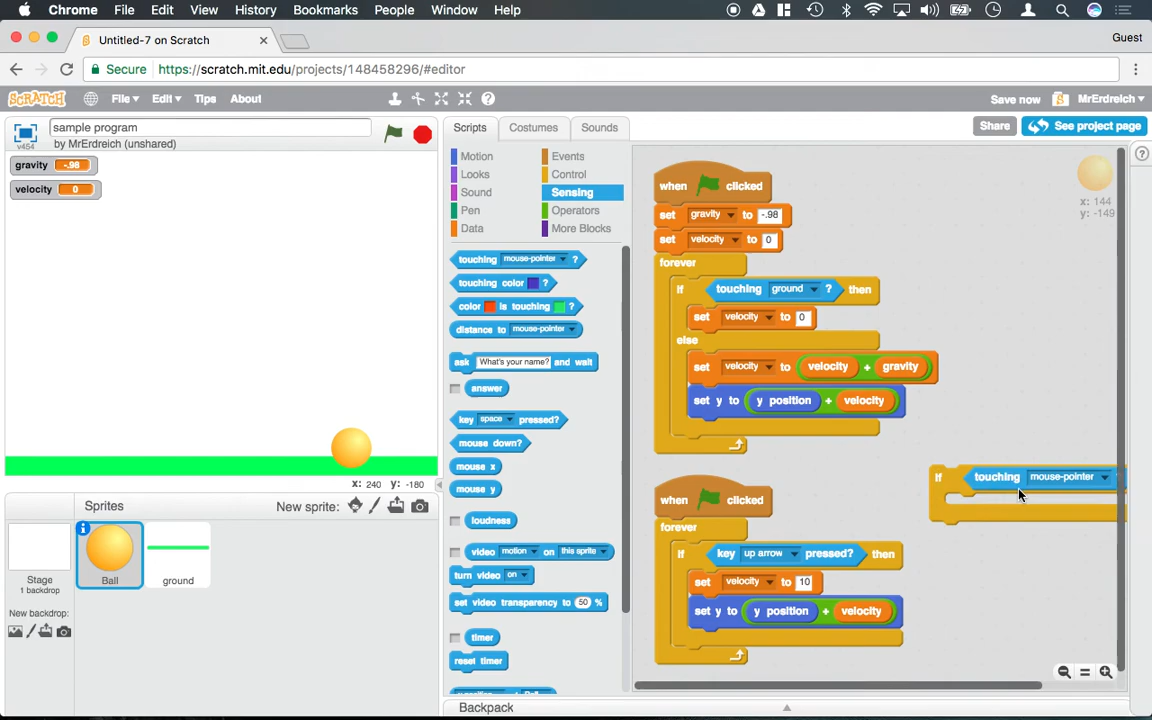 Chrome File Edit View History Bookmarks People Window Help
Untitled-7 on Scratch
Guest
Secure https://scratch.mit.edu/projects/148458296/#editor
SCRATCH File Edit Tips About Save now MrErdreich
sample program
by MrErdreich (unshared)
v454
Scripts Costumes Sounds
Share See project page
gravity -.98
velocity 0
Motion Events
Looks Control
Sound Sensing
Pen Operators
Data More Blocks
touching mouse-pointer ?
touching color ?
color is touching ?
distance to mouse-pointer
ask What's your name? and wait
answer
key space pressed?
mouse down?
mouse x
mouse y
loudness
video motion on this sprite
turn video on
set video transparency to 50 %
timer
reset timer
when clicked
set gravity to -.98
set velocity to 0
forever
if touching ground ? then
set velocity to 0
else
set velocity to velocity + gravity
set y to y position + velocity
when clicked
forever
if key up arrow pressed? then
set velocity to 10
set y to y position + velocity
if touching mouse-pointer
x: 144
y: -149
x: 240 y: -180
Sprites New sprite:
Stage
1 backdrop
New backdrop:
Ball
ground
Backpack